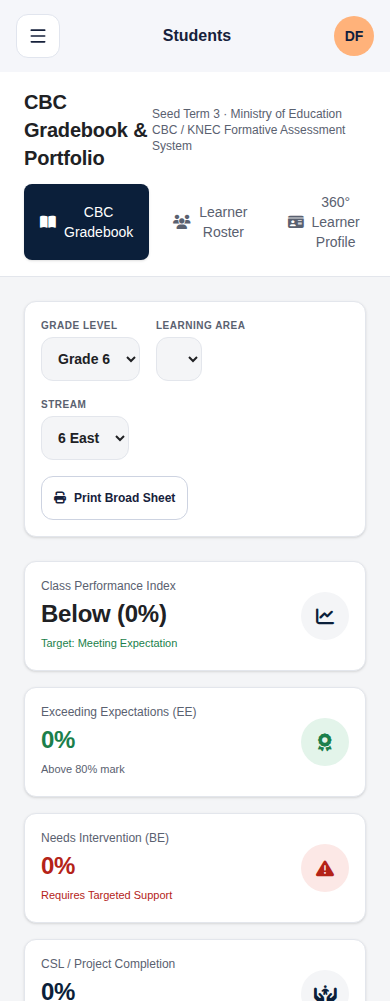 Students
DF
CBC
Gradebook &
Portfolio
Seed Term 3 · Ministry of Education
CBC / KNEC Formative Assessment
System
CBC
Gradebook
Learner
Roster
360°
Learner
Profile
GRADE LEVEL
Grade 6
LEARNING AREA
STREAM
6 East
Print Broad Sheet
Class Performance Index
Below (0%)
Target: Meeting Expectation
Exceeding Expectations (EE)
0%
Above 80% mark
Needs Intervention (BE)
0%
Requires Targeted Support
CSL / Project Completion
0%